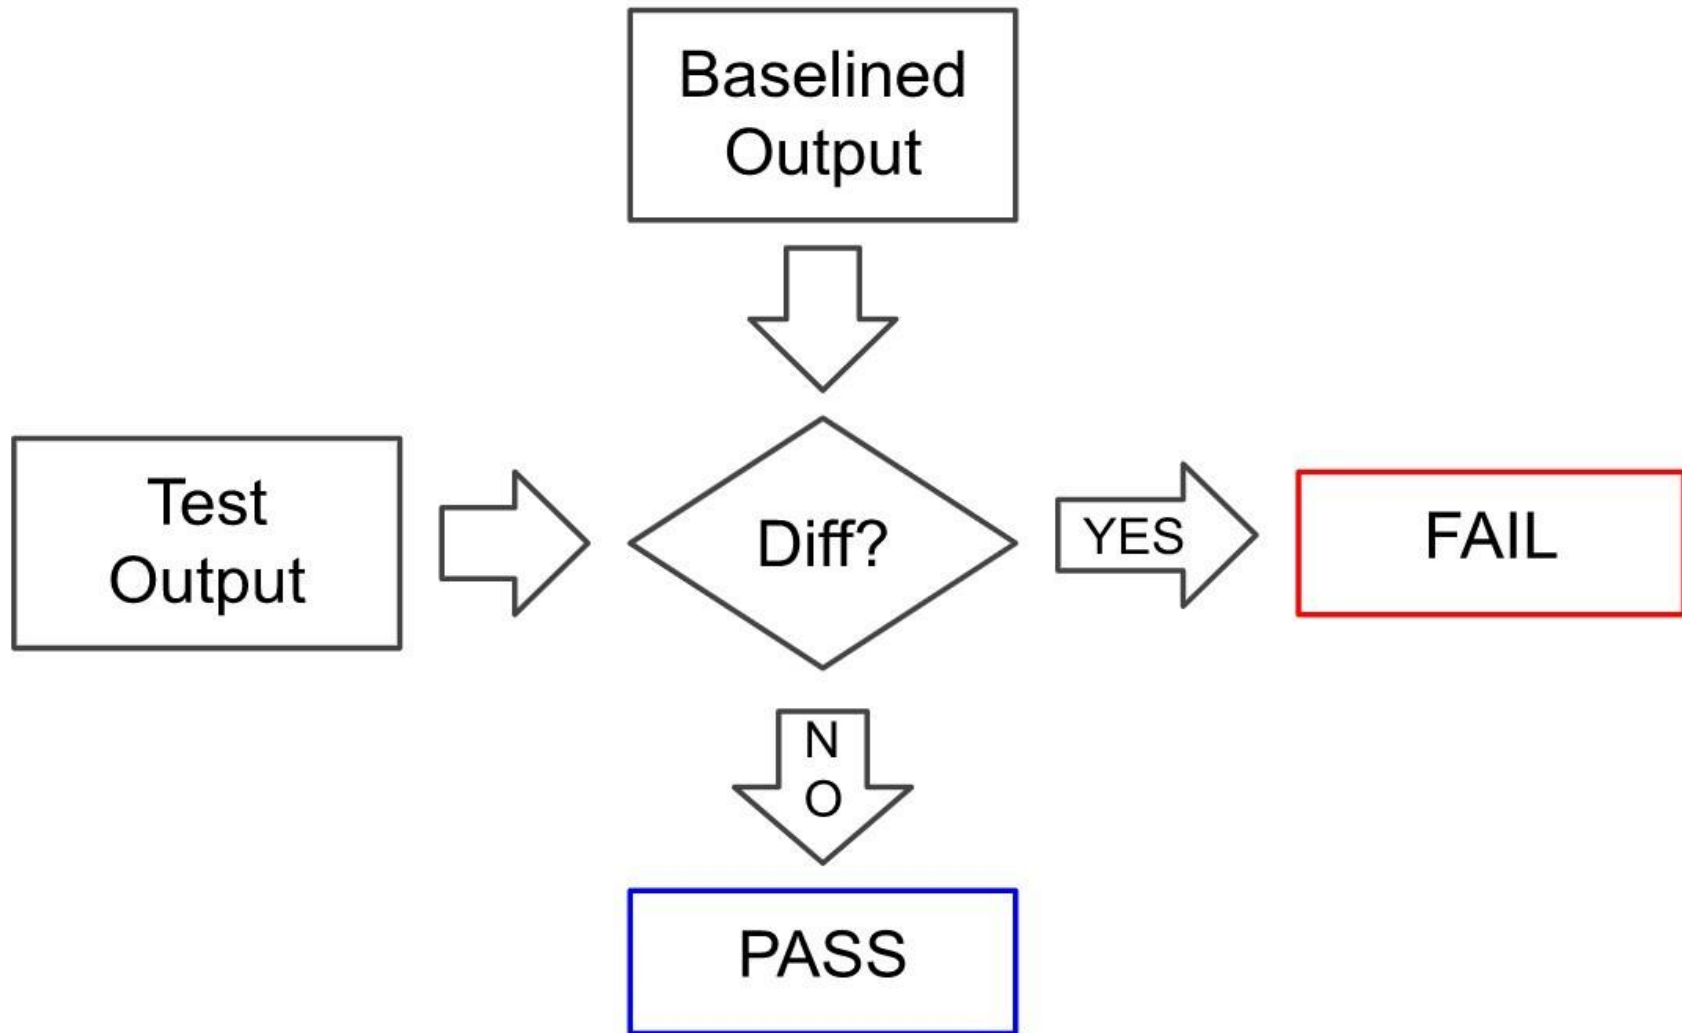 Baselined
Output
Test
Output
Diff?
YES
FAIL
N
O
PASS